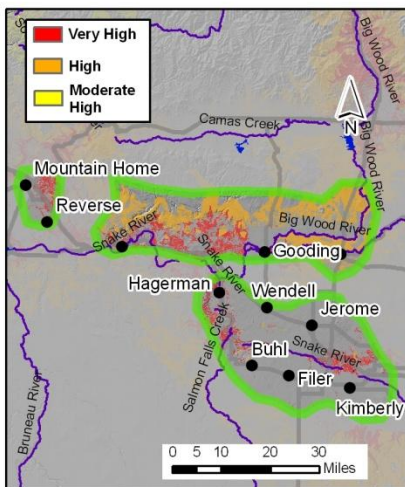 Very High
High
Moderate
High
Big Wood River
Camas Creek
N
Big Wood River
Mountain Home
Reverse
Snake River
Big Wood River
Snake River
Gooding
Hagerman
Wendell
Jerome
Salmon Falls Creek
Snake River
Buhl
Filer
Kimberly
Bruneau River
0 5 10 20 30
Miles